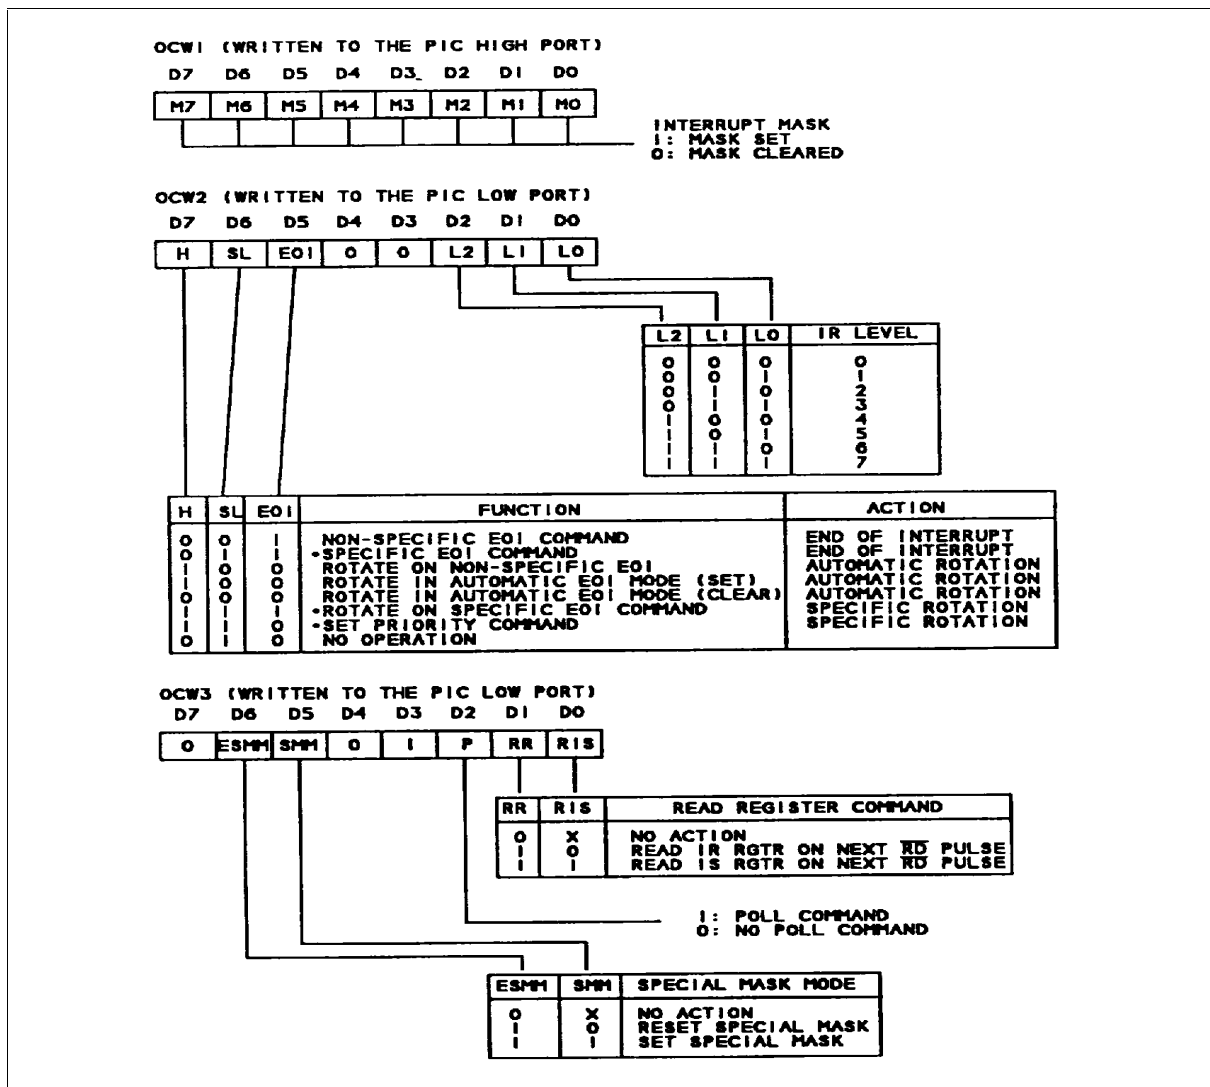 OCW1 (WRITTEN TO THE PIC HIGH PORT)
D7 D6 D5 D4 D3 D2 D1 D0
M7 M6 M5 M4 M3 M2 M1 M0
INTERRUPT MASK
1: MASK SET
0: MASK CLEARED
OCW2 (WRITTEN TO THE PIC LOW PORT)
D7 D6 D5 D4 D3 D2 D1 D0
H SL EOI 0 0 L2 L1 L0
L2 L1 L0 IR LEVEL
0 0 0 0
0 0 1 1
0 1 0 2
0 1 1 3
1 0 0 4
1 0 1 5
1 1 0 6
1 1 1 7
H SL EOI FUNCTION ACTION
0 0 1 NON-SPECIFIC EOI COMMAND END OF INTERRUPT
0 1 1 •SPECIFIC EOI COMMAND END OF INTERRUPT
1 0 0 ROTATE ON NON-SPECIFIC EOI AUTOMATIC ROTATION
1 0 0 ROTATE IN AUTOMATIC EOI MODE (SET) AUTOMATIC ROTATION
0 0 0 ROTATE IN AUTOMATIC EOI MODE (CLEAR) AUTOMATIC ROTATION
1 1 1 •ROTATE ON SPECIFIC EOI COMMAND SPECIFIC ROTATION
1 1 0 •SET PRIORITY COMMAND SPECIFIC ROTATION
0 1 0 NO OPERATION
OCW3 (WRITTEN TO THE PIC LOW PORT)
D7 D6 D5 D4 D3 D2 D1 D0
0 ESMM SMM 0 1 P RR RIS
RR RIS READ REGISTER COMMAND
0 X NO ACTION
1 0 READ IR RGTR ON NEXT R̅D̅ PULSE
1 1 READ IS RGTR ON NEXT R̅D̅ PULSE
1: POLL COMMAND
0: NO POLL COMMAND
ESMM SMM SPECIAL MASK MODE
0 X NO ACTION
1 0 RESET SPECIAL MASK
1 1 SET SPECIAL MASK